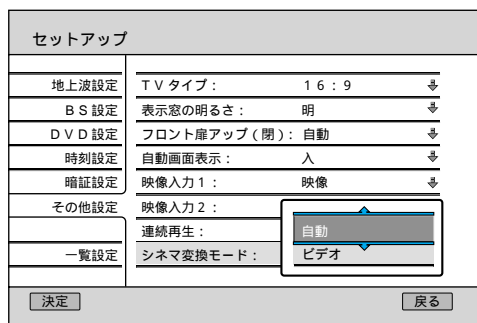 セットアップ
地上波設定
ＢＳ設定
ＤＶＤ設定
時刻設定
暗証設定
その他設定
一覧設定
ＴＶタイプ： １６：９
表示窓の明るさ： 明
フロント扉アップ（閉）： 自動
自動画面表示： 入
映像入力１： 映像
映像入力２：
連続再生：
シネマ変換モード：
自動
ビデオ
決定
戻る